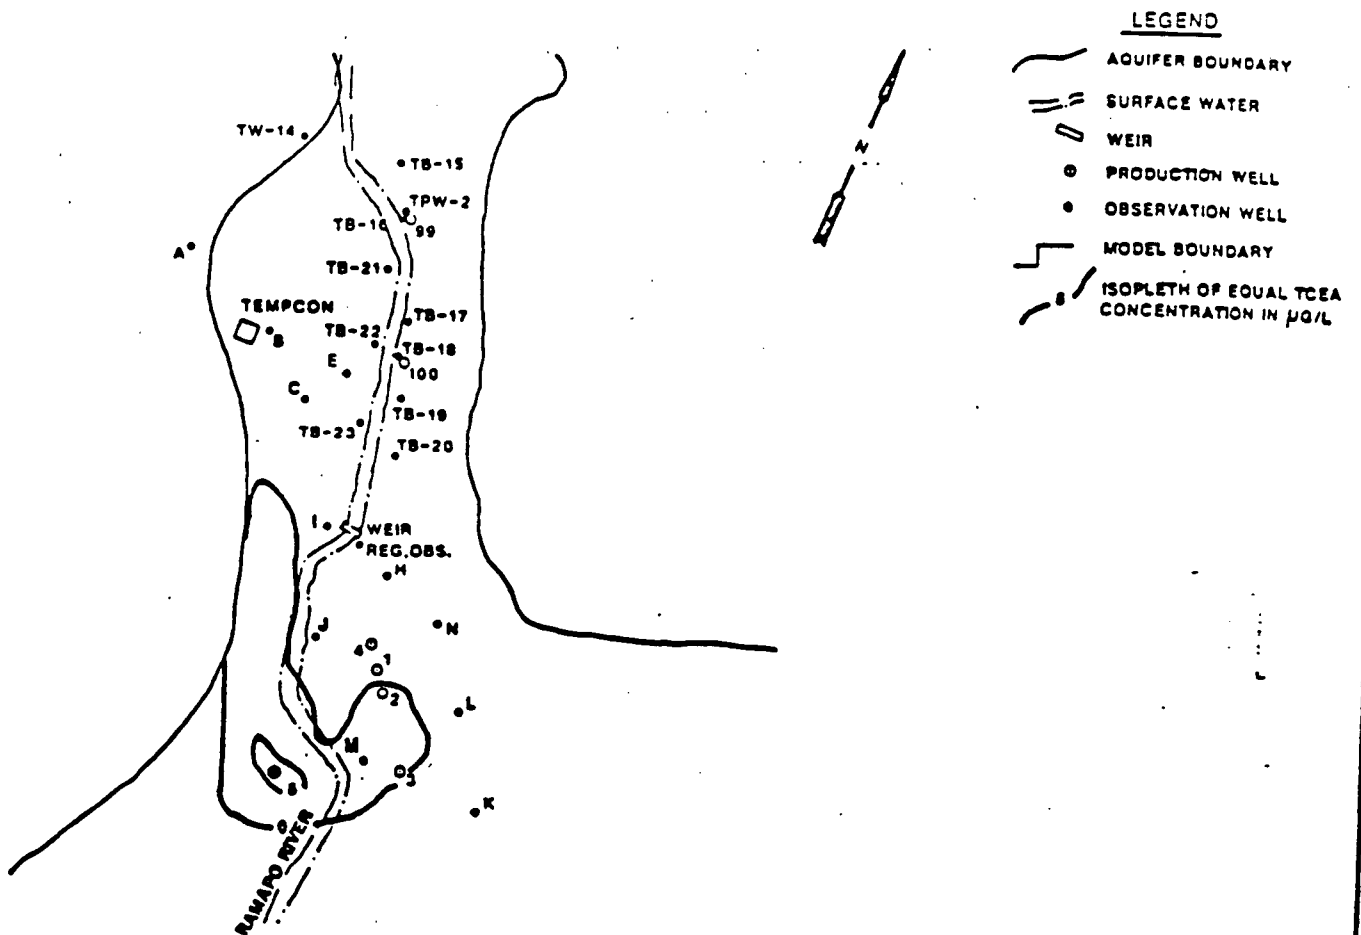 LEGEND
AQUIFER BOUNDARY
SURFACE WATER
WEIR
PRODUCTION WELL
OBSERVATION WELL
MODEL BOUNDARY
ISOPLETH OF EQUAL TCEA
CONCENTRATION IN µG/L
N
TW-14
TB-15
TPW-2
TB-16
99
A
TB-21
TEMPCON
B
TB-17
TB-22
TB-18
E
100
C
TB-19
TB-23
TB-20
I
WEIR
REG.OBS.
H
J
N
4
1
2
L
M
3
K
RAMAPO RIVER